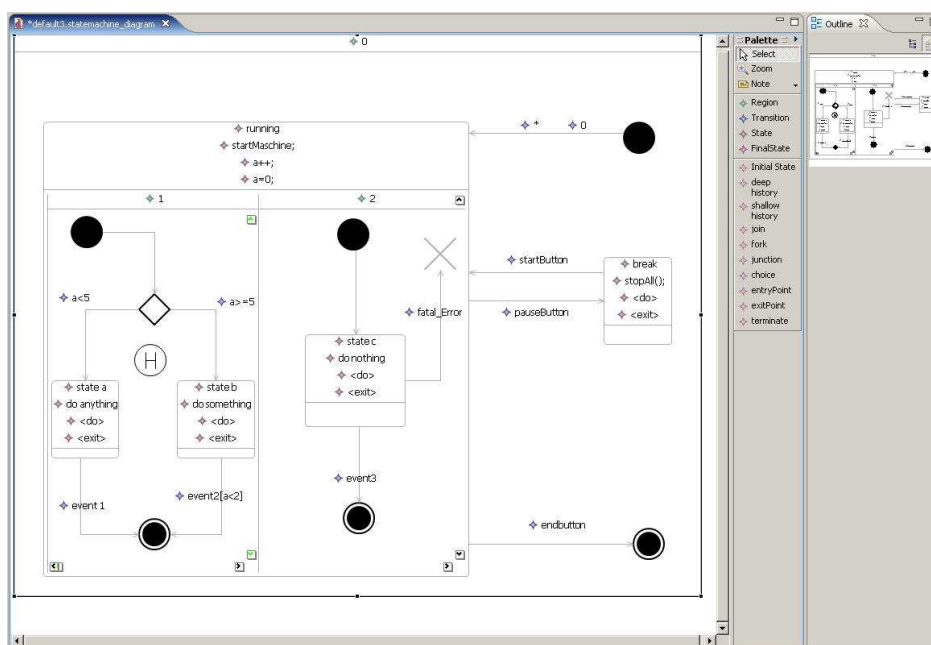 *default3.statemachine_diagram
Outline
0
Palette
Select
Zoom
Note
Region
Transition
State
FinalState
Initial State
deep
history
shallow
history
join
fork
junction
choice
entryPoint
exitPoint
terminate
running
startMaschine;
a++;
a=0;
* 0
1
2
a<5
a>=5
H
state a
do anything
<do>
<exit>
state b
do something
<do>
<exit>
event 1
event2[a<2]
state c
do nothing
<do>
<exit>
fatal_Error
event3
startButton
pauseButton
break
stopAll();
<do>
<exit>
endbutton